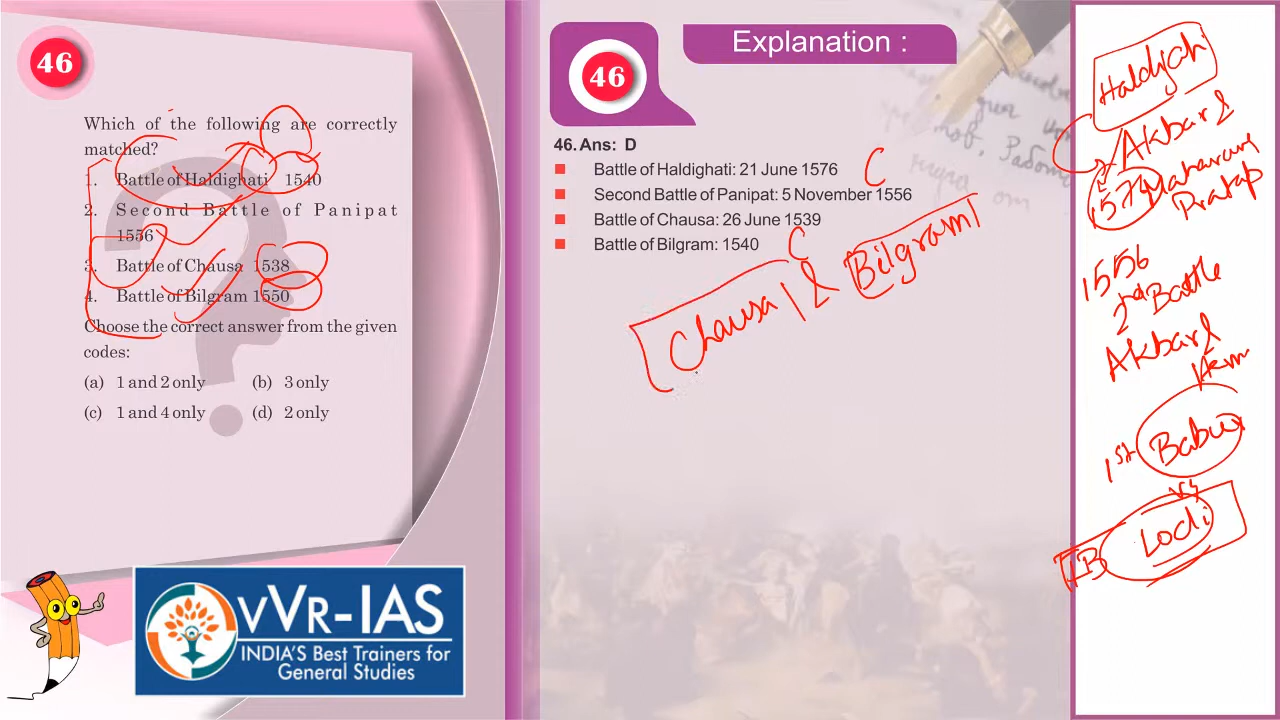 46
Which of the following are correctly
matched?
1. Battle of Haldighati 1540
2. Second Battle of Panipat
1556
3. Battle of Chausa 1538
4. Battle of Bilgram 1550
Choose the correct answer from the given
codes:
(a) 1 and 2 only (b) 3 only
(c) 1 and 4 only (d) 2 only
vVr-IAS
INDIA'S Best Trainers for
General Studies
Explanation :
46
46. Ans: D
Battle of Haldighati: 21 June 1576
Second Battle of Panipat: 5 November 1556
Battle of Chausa: 26 June 1539
Battle of Bilgram: 1540
Chausa & Bilgram
Akbar &
Pratap
1556
2nd Battle
Akbar &
1st Babur
vs
Lodi